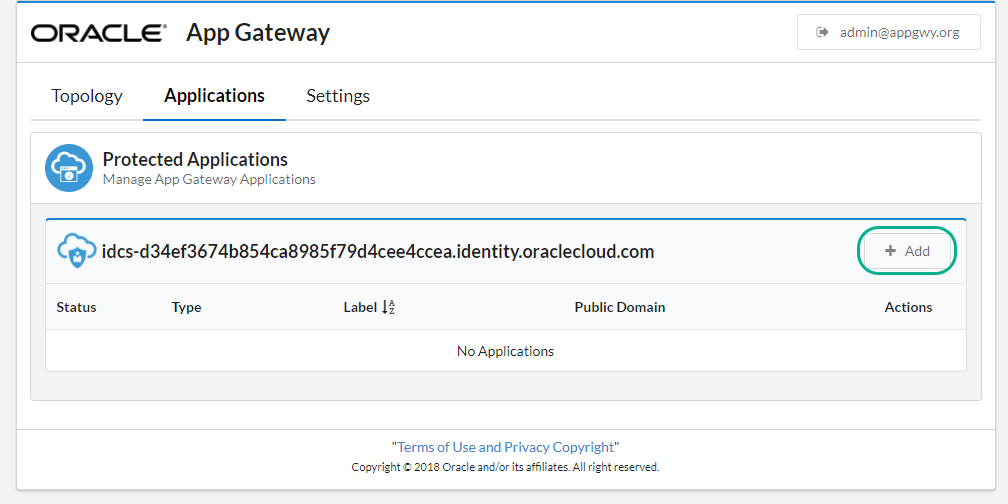 ORACLE® App Gateway
admin@appgwy.org
Topology Applications Settings
Protected Applications
Manage App Gateway Applications
idcs-d34ef3674b854ca8985f79d4cee4ccea.identity.oraclecloud.com
+ Add
Status Type Label Public Domain Actions
No Applications
"Terms of Use and Privacy Copyright"
Copyright © 2018 Oracle and/or its affiliates. All right reserved.